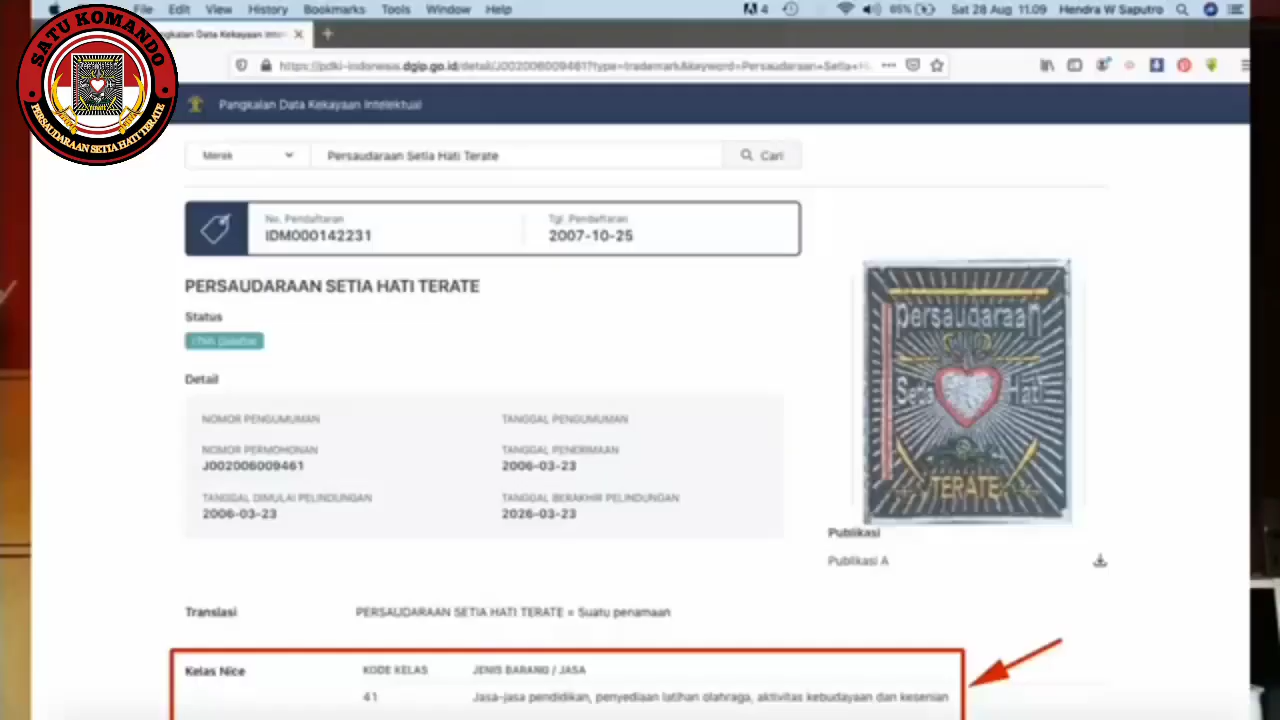 File Edit View History Bookmarks Tools Window Help
4
85%
Sat 28 Aug 11.09
Hendra W Saputro
SATU KOMANDO
PERSAUDARAAN SETIA HATI TERATE
Pangkalan Data Kekayaan Intelektual
Merek
Persaudaraan Setia Hati Terate
Cari
No. Pendaftaran
IDM000142231
Tgl. Pendaftaran
2007-10-25
PERSAUDARAAN SETIA HATI TERATE
Status
Detail
NOMOR PENGUMUMAN
TANGGAL PENGUMUMAN
NOMOR PERMOHONAN
J002006009461
TANGGAL PENERIMAAN
2006-03-23
TANGGAL DIMULAI PELINDUNGAN
2006-03-23
TANGGAL BERAKHIR PELINDUNGAN
2026-03-23
persaudaraan
Setia Hati
TERATE
Publikasi
Publikasi A
Translasi
PERSAUDARAAN SETIA HATI TERATE = Suatu penamaan
Kelas Nice
KODE KELAS
JENIS BARANG / JASA
41
Jasa-jasa pendidikan, penyediaan latihan olahraga, aktivitas kebudayaan dan kesenian